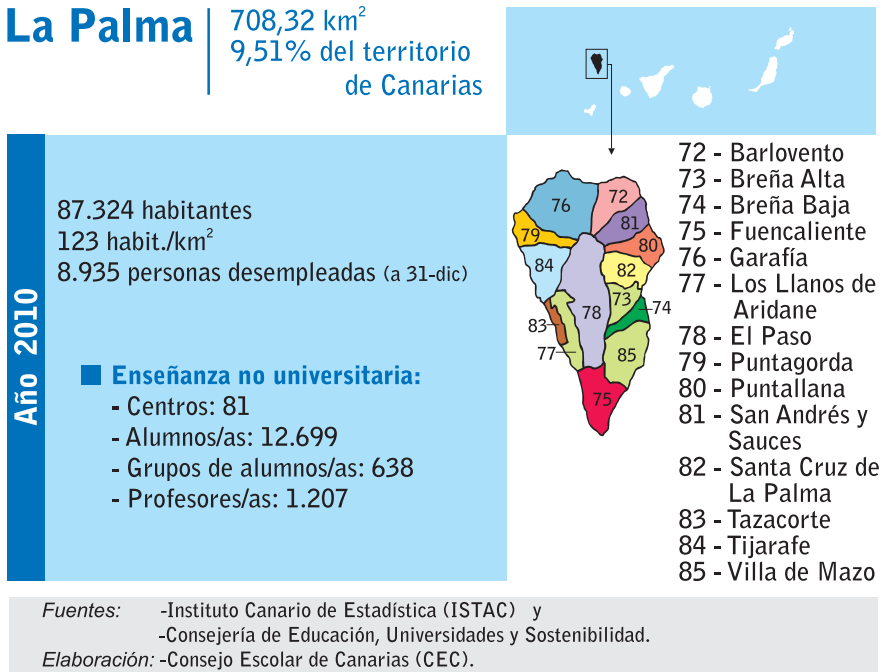 La Palma
708,32 km²
9,51% del territorio
de Canarias
Año 2010
87.324 habitantes
123 habit./km²
8.935 personas desempleadas (a 31-dic)
Enseñanza no universitaria:
- Centros: 81
- Alumnos/as: 12.699
- Grupos de alumnos/as: 638
- Profesores/as: 1.207
76
72
81
79
80
84
82
73
78
74
83
77
85
75
72 - Barlovento
73 - Breña Alta
74 - Breña Baja
75 - Fuencaliente
76 - Garafía
77 - Los Llanos de
Aridane
78 - El Paso
79 - Puntagorda
80 - Puntallana
81 - San Andrés y
Sauces
82 - Santa Cruz de
La Palma
83 - Tazacorte
84 - Tijarafe
85 - Villa de Mazo
Fuentes: -Instituto Canario de Estadística (ISTAC) y
-Consejería de Educación, Universidades y Sostenibilidad.
Elaboración: -Consejo Escolar de Canarias (CEC).